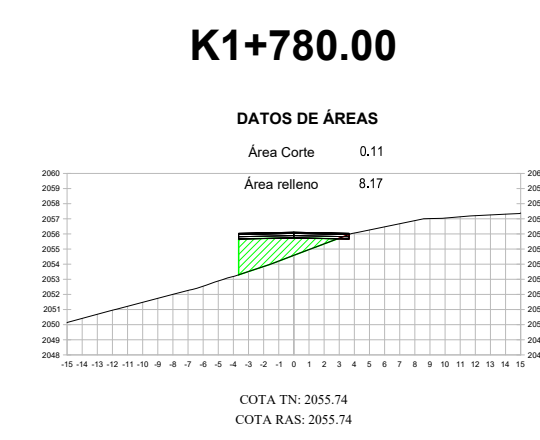 K1+780.00
DATOS DE ÁREAS
Área Corte 0.11
Área relleno 8.17
2060
2059
2058
2057
2056
2055
2054
2053
2052
2051
2050
2049
2048
-15 -14 -13 -12 -11 -10 -9 -8 -7 -6 -5 -4 -3 -2 -1 0 1 2 3 4 5 6 7 8 9 10 11 12 13 14 15
COTA TN: 2055.74
COTA RAS: 2055.74